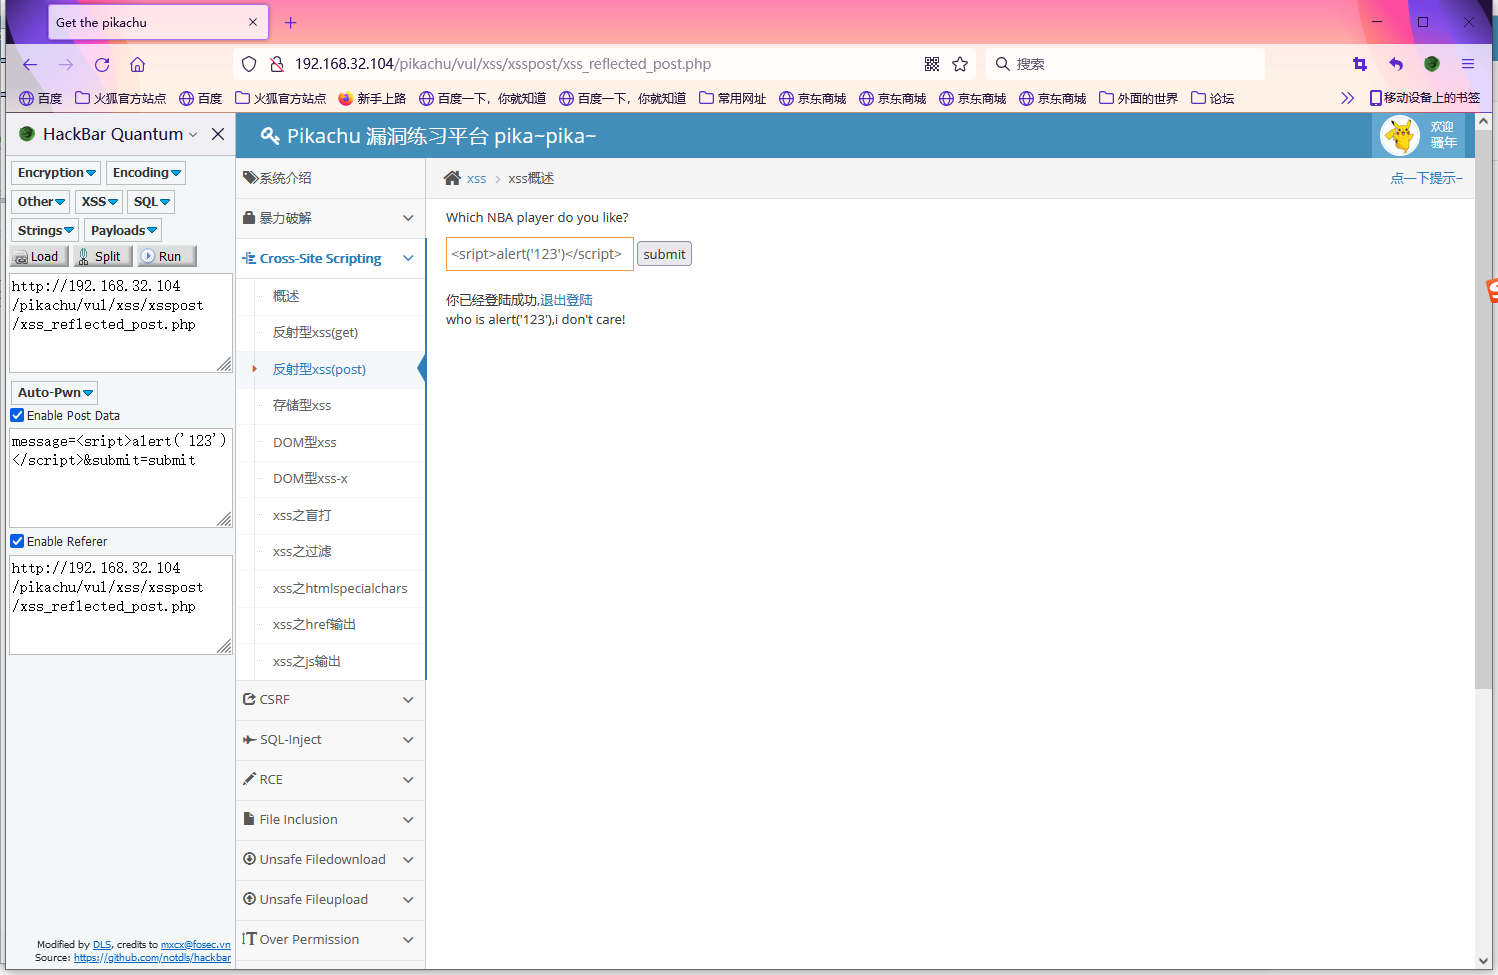 Get the pikachu
192.168.32.104/pikachu/vul/xss/xsspost/xss_reflected_post.php
搜索
百度 火狐官方站点 百度 火狐官方站点 新手上路 百度一下，你就知道 百度一下，你就知道 常用网址 京东商城 京东商城 京东商城 京东商城 外面的世界 论坛 移动设备上的书签
HackBar Quantum
Encryption Encoding
Other XSS SQL
Strings Payloads
Load Split Run
http://192.168.32.104
/pikachu/vul/xss/xsspost
/xss_reflected_post.php
Auto-Pwn
Enable Post Data
message=<sript>alert('123')
</script>&submit=submit
Enable Referer
http://192.168.32.104
/pikachu/vul/xss/xsspost
/xss_reflected_post.php
Modified by DLS, credits to mxcx@fosec.vn
Source: https://github.com/notdls/hackbar
Pikachu 漏洞练习平台 pika~pika~
欢迎
骚年
系统介绍
暴力破解
Cross-Site Scripting
概述
反射型xss(get)
反射型xss(post)
存储型xss
DOM型xss
DOM型xss-x
xss之盲打
xss之过滤
xss之htmlspecialchars
xss之href输出
xss之js输出
CSRF
SQL-Inject
RCE
File Inclusion
Unsafe Filedownload
Unsafe Fileupload
Over Permission
xss xss概述
点一下提示~
Which NBA player do you like?
<sript>alert('123')</script> submit
你已经登陆成功,退出登陆
who is alert('123'),i don't care!